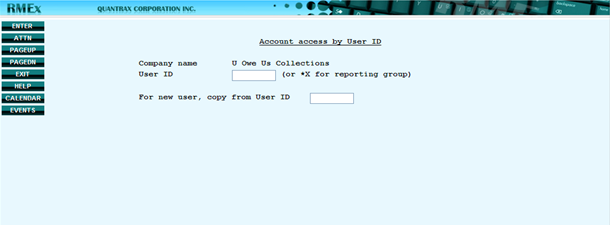 RMEx QUANTRAX CORPORATION INC.
ENTER
ATTN
PAGEUP
PAGEDN
EXIT
HELP
CALENDAR
EVENTS
Account access by User ID
Company name U Owe Us Collections
User ID (or *X for reporting group)
For new user, copy from User ID